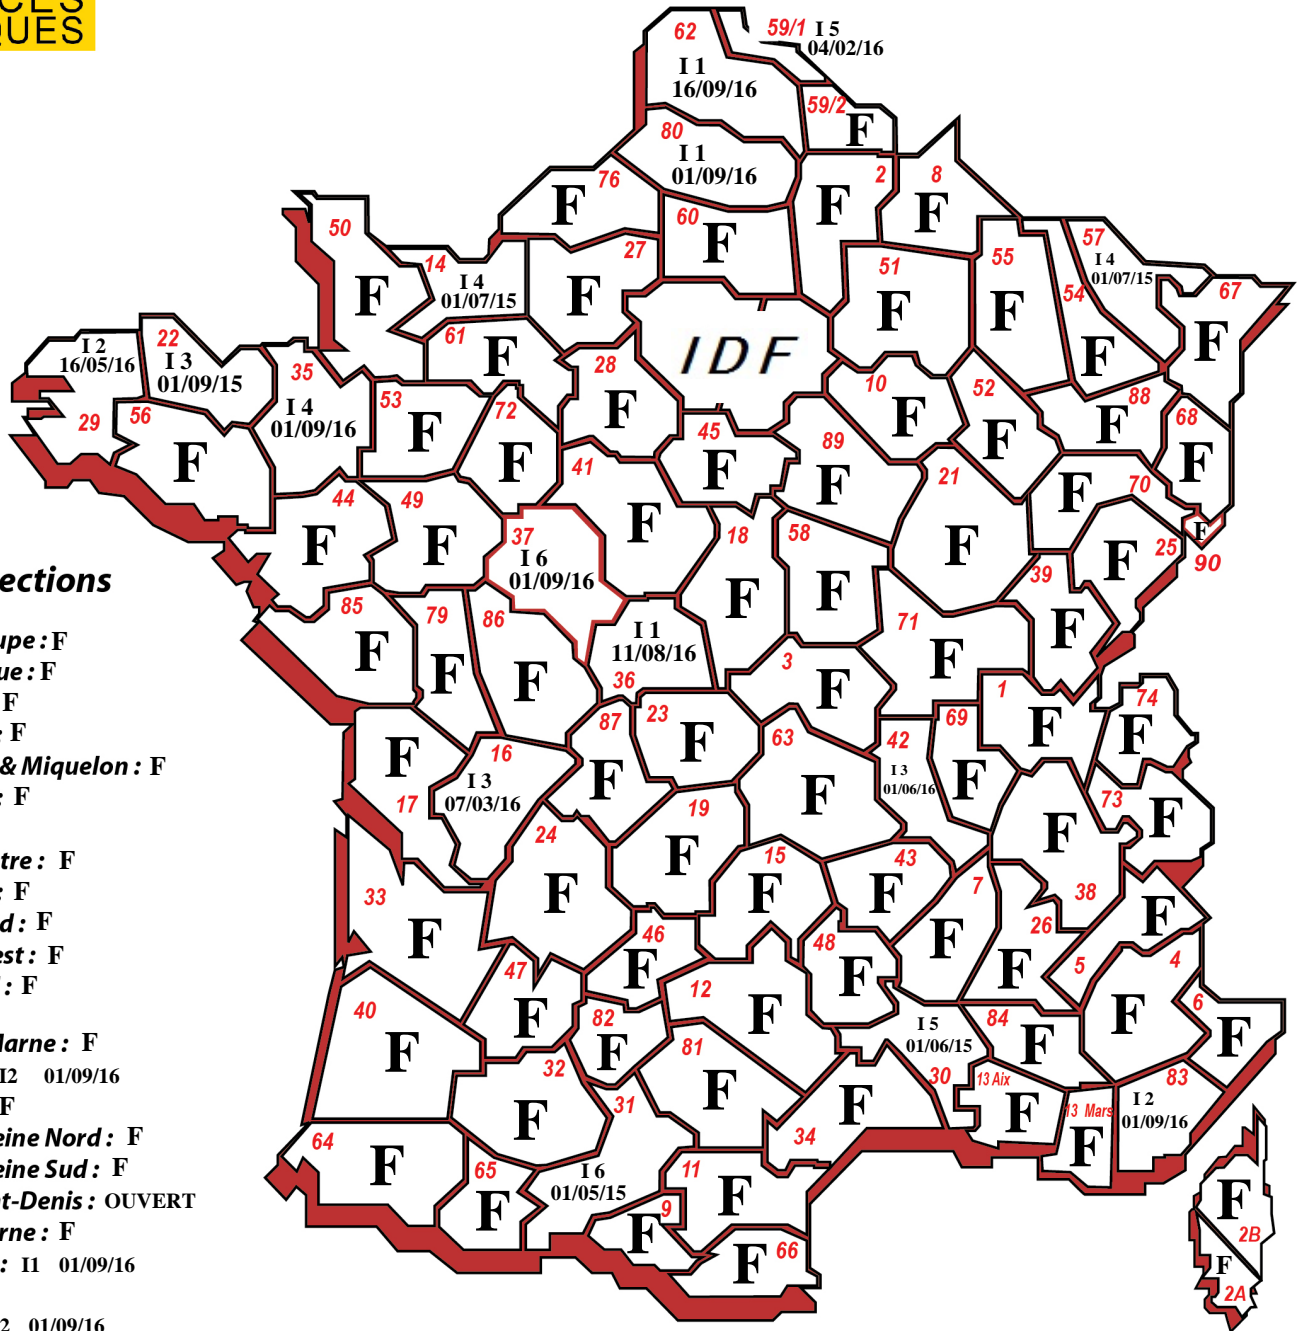 CES
QUES
62
59/1 I 5
04/02/16
I 1
16/09/16
59/2
F
80
I 1
01/09/16
76
F
60
F
2
F
8
F
50
F
14
I 4
01/07/15
27
F
51
F
55
F
54
F
57
I 4
01/07/15
67
F
61
F
IDF
22
I 3
01/09/15
I 2
16/05/16
29
56
F
35
I 4
01/09/16
53
F
72
F
28
F
10
F
52
F
88
F
68
F
45
F
89
F
41
F
21
F
70
F
44
F
49
F
37
I 6
01/09/16
18
F
58
F
39
F
25
F
F
90
ections
85
F
79
F
86
F
I 1
11/08/16
36
71
F
3
F
upe : F
ue : F
F
: F
& Miquelon : F
: F
tre : F
: F
d : F
est : F
l : F
Marne : F
I2 01/09/16
F
eine Nord : F
eine Sud : F
nt-Denis : OUVERT
rne : F
: I1 01/09/16
2 01/09/16
87
F
23
F
1
F
69
F
74
F
17
F
16
I 3
07/03/16
63
F
42
I 3
01/06/16
73
F
24
F
19
F
15
F
43
F
38
F
33
F
7
F
26
F
5
F
47
F
46
F
48
F
4
F
40
F
82
F
12
F
I 5
01/06/15
30
84
F
6
F
32
F
81
F
13 Aix
F
83
I 2
01/09/16
64
F
31
I 6
01/05/15
34
F
13 Mars
F
65
F
11
F
9
F
66
F
F
2B
F
2A